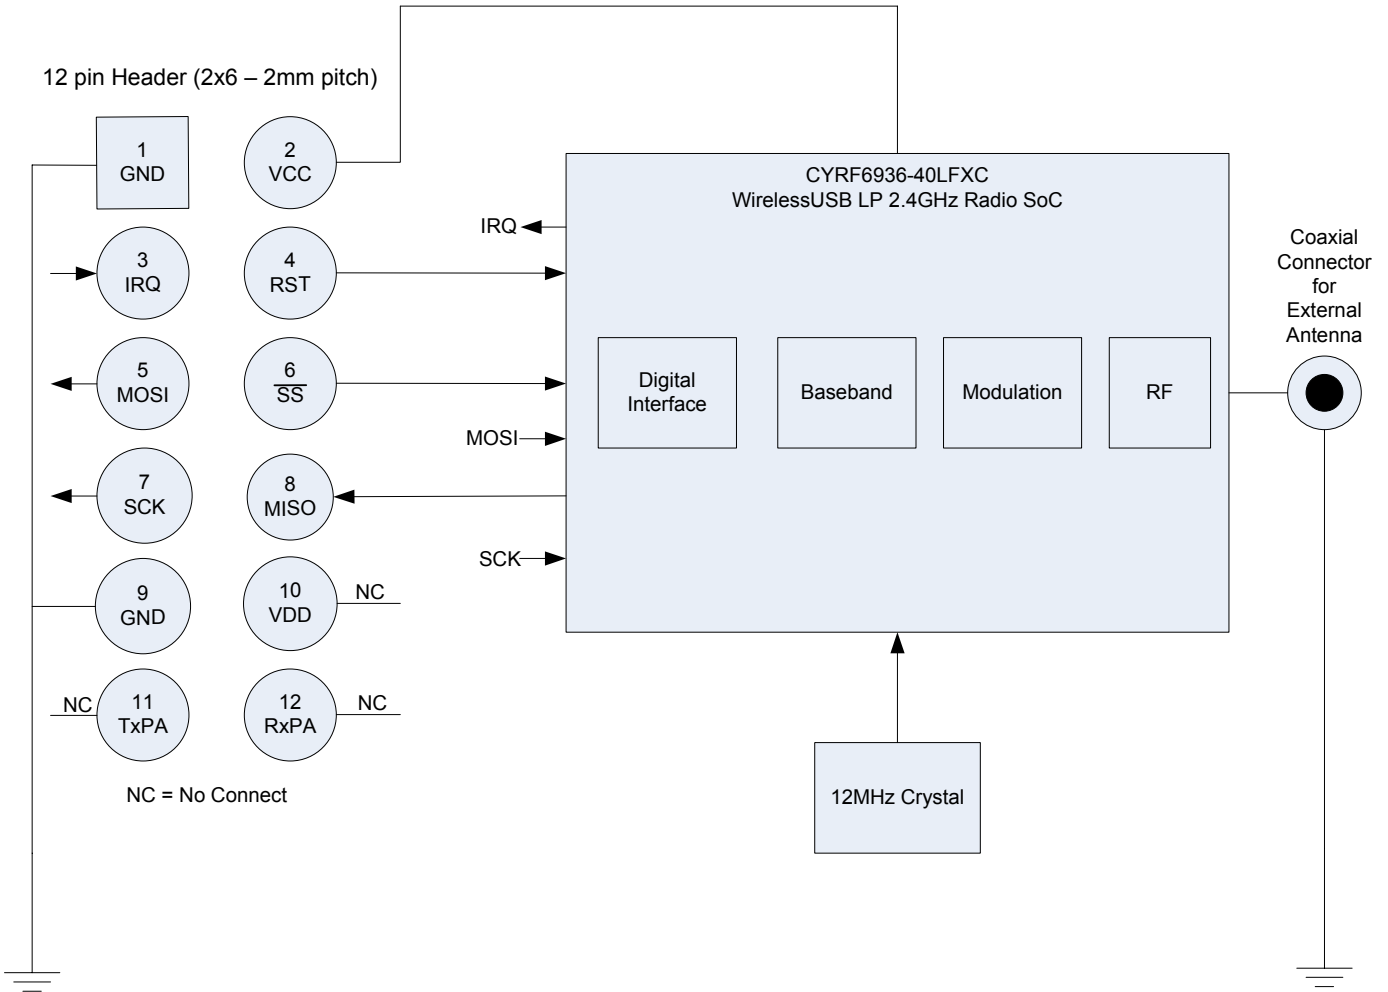 12 pin Header (2x6 – 2mm pitch)
1
GND
2
VCC
3
IRQ
4
RST
5
MOSI
6
SS
7
SCK
8
MISO
9
GND
10
VDD
NC
NC
11
TxPA
12
RxPA
NC
NC = No Connect
CYRF6936-40LFXC
WirelessUSB LP 2.4GHz Radio SoC
IRQ
MOSI
SCK
Digital
Interface
Baseband
Modulation
RF
12MHz Crystal
Coaxial
Connector
for
External
Antenna